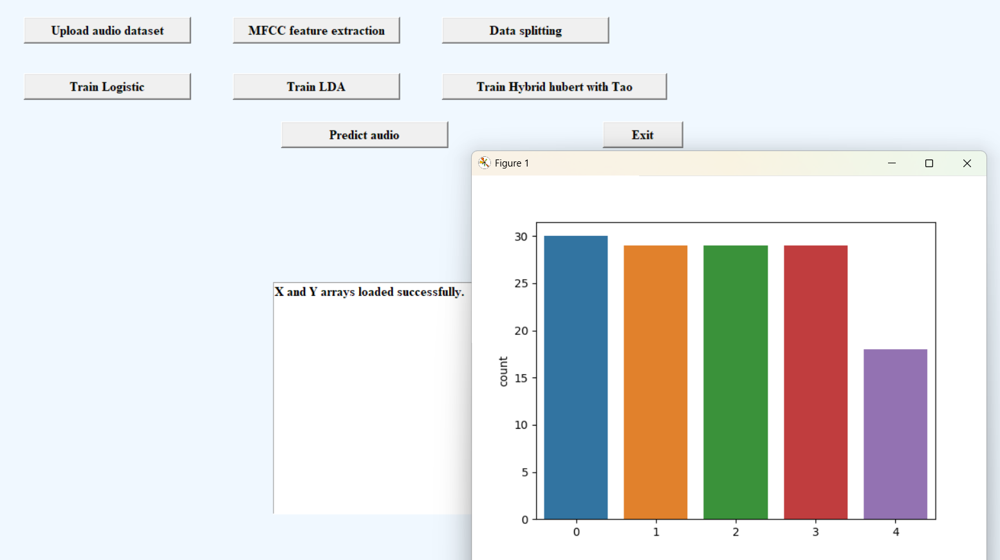 Upload audio dataset
MFCC feature extraction
Data splitting
Train Logistic
Train LDA
Train Hybrid hubert with Tao
Predict audio
Exit
X and Y arrays loaded successfully.
Figure 1
30
25
20
15
10
5
0
count
0 1 2 3 4